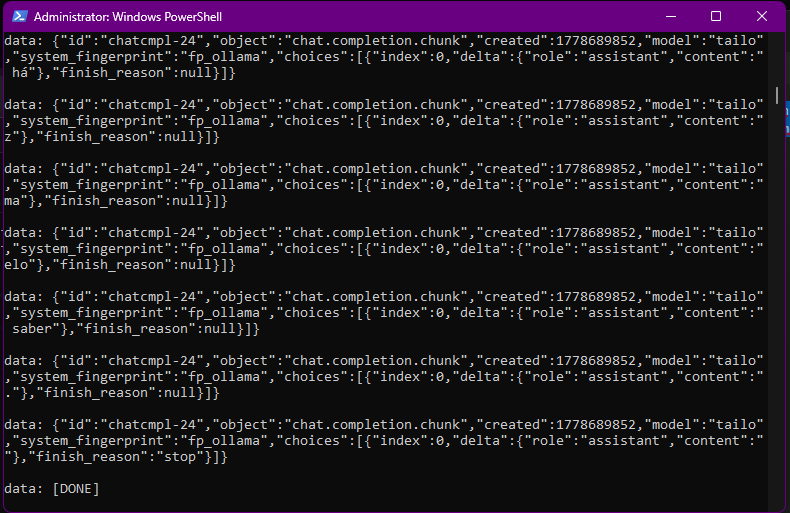 Administrator: Windows PowerShell
data: {"id":"chatcmpl-24","object":"chat.completion.chunk","created":1778689852,"model":"tailo"
,"system_fingerprint":"fp_ollama","choices":[{"index":0,"delta":{"role":"assistant","content":"
 há"},"finish_reason":null}]}

data: {"id":"chatcmpl-24","object":"chat.completion.chunk","created":1778689852,"model":"tailo"
,"system_fingerprint":"fp_ollama","choices":[{"index":0,"delta":{"role":"assistant","content":"
z"},"finish_reason":null}]}

data: {"id":"chatcmpl-24","object":"chat.completion.chunk","created":1778689852,"model":"tailo"
,"system_fingerprint":"fp_ollama","choices":[{"index":0,"delta":{"role":"assistant","content":"
ma"},"finish_reason":null}]}

data: {"id":"chatcmpl-24","object":"chat.completion.chunk","created":1778689852,"model":"tailo"
,"system_fingerprint":"fp_ollama","choices":[{"index":0,"delta":{"role":"assistant","content":"
elo"},"finish_reason":null}]}

data: {"id":"chatcmpl-24","object":"chat.completion.chunk","created":1778689852,"model":"tailo"
,"system_fingerprint":"fp_ollama","choices":[{"index":0,"delta":{"role":"assistant","content":"
 saber"},"finish_reason":null}]}

data: {"id":"chatcmpl-24","object":"chat.completion.chunk","created":1778689852,"model":"tailo"
,"system_fingerprint":"fp_ollama","choices":[{"index":0,"delta":{"role":"assistant","content":"
."},"finish_reason":null}]}

data: {"id":"chatcmpl-24","object":"chat.completion.chunk","created":1778689852,"model":"tailo"
,"system_fingerprint":"fp_ollama","choices":[{"index":0,"delta":{"role":"assistant","content":"
"},"finish_reason":"stop"}]}

data: [DONE]